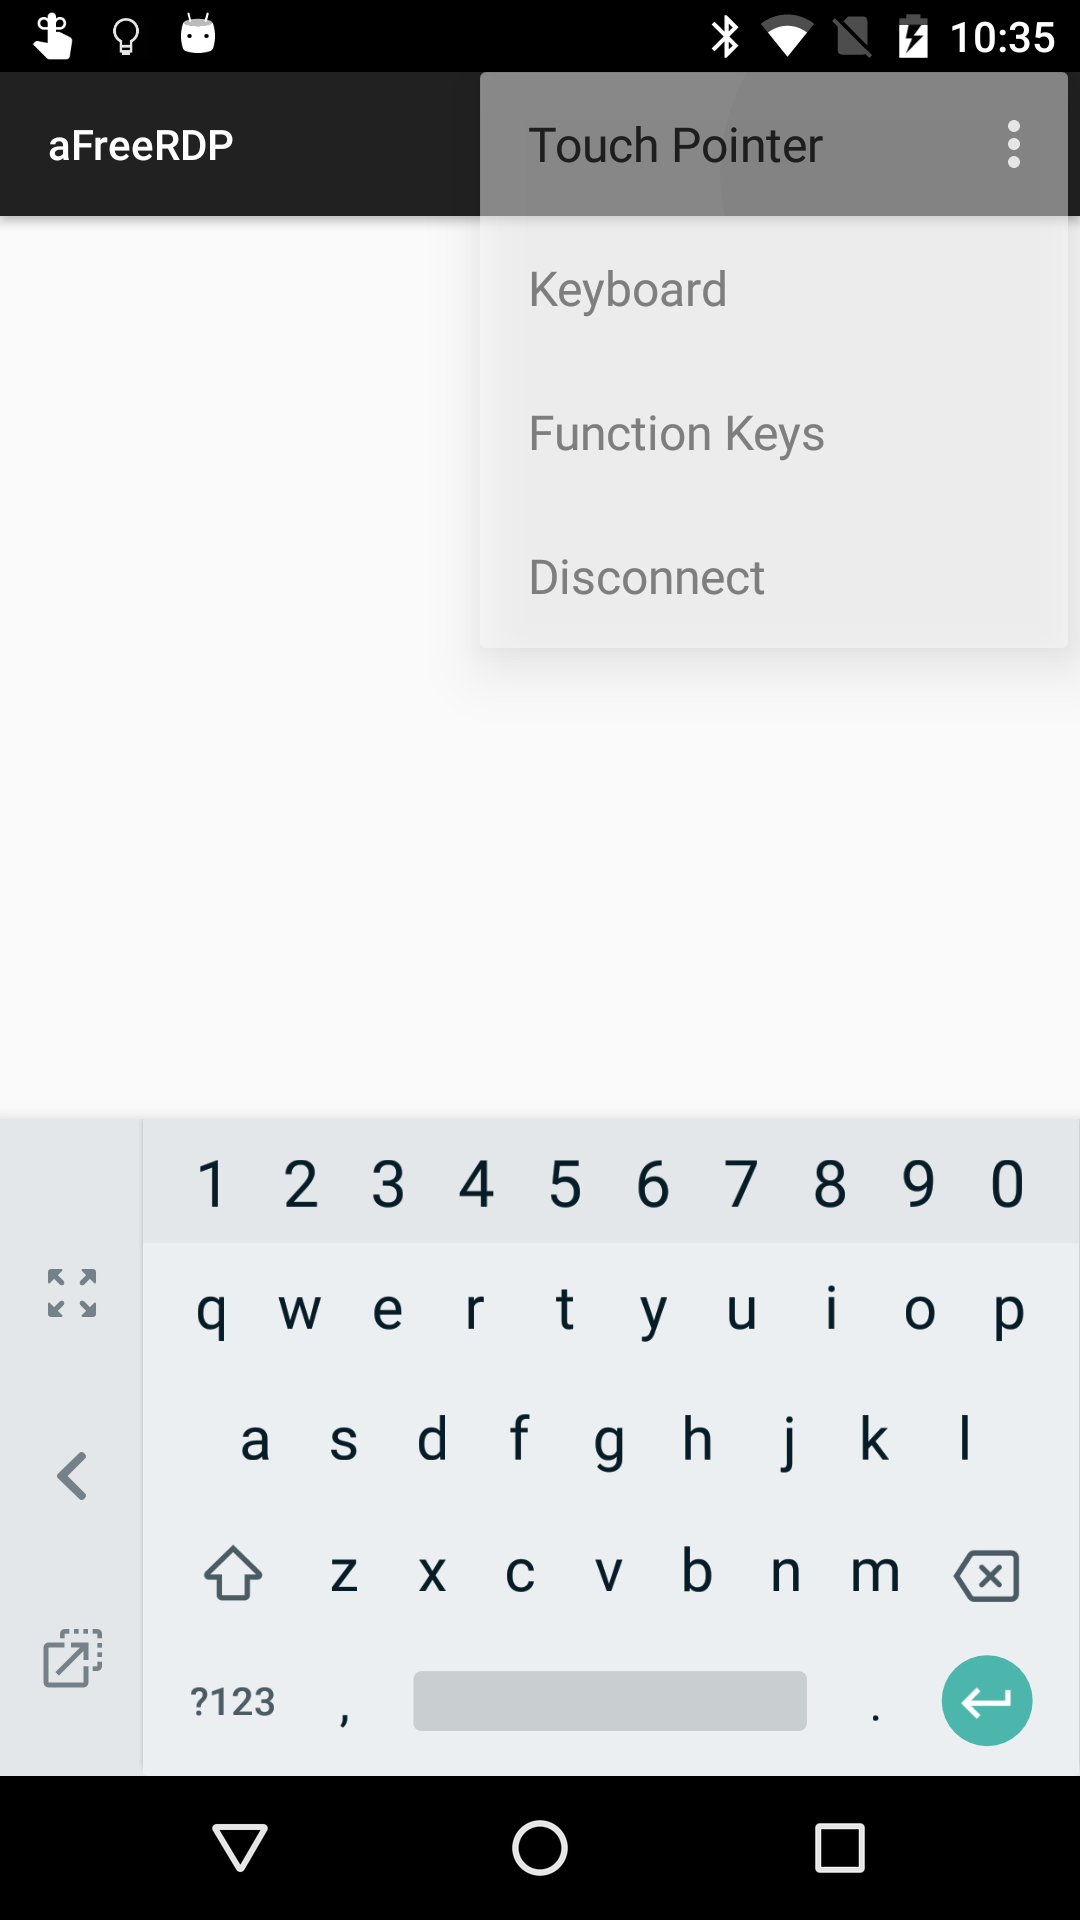 10:35
aFreeRDP
Touch Pointer
Keyboard
Function Keys
Disconnect
1 2 3 4 5 6 7 8 9 0
q w e r t y u i o p
a s d f g h j k l
z x c v b n m
?123 , .